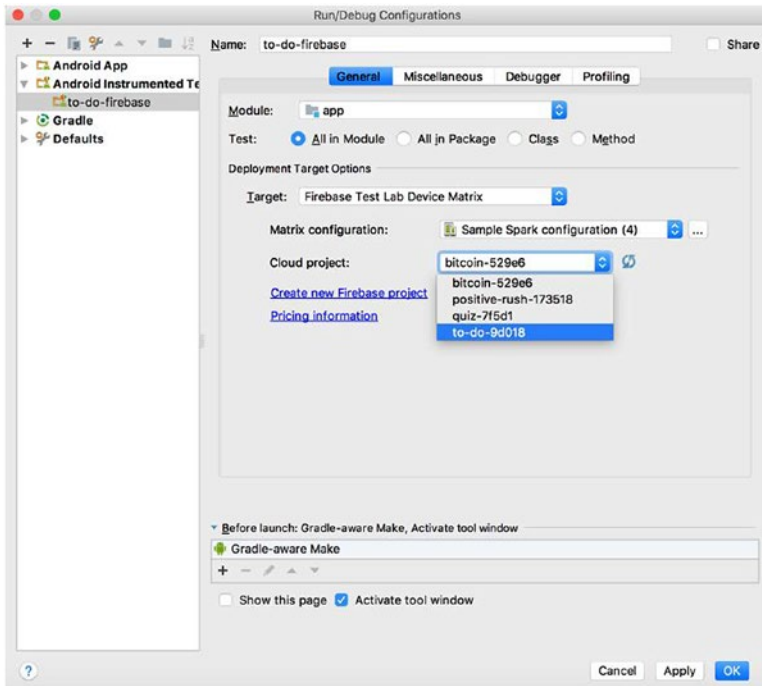 Run/Debug Configurations
Name: to-do-firebase
Share
Android App
Android Instrumented Te
to-do-firebase
Gradle
Defaults
General Miscellaneous Debugger Profiling
Module: app
Test: All in Module All in Package Class Method
Deployment Target Options
Target: Firebase Test Lab Device Matrix
Matrix configuration: Sample Spark configuration (4) ...
Cloud project: bitcoin-529e6
bitcoin-529e6
positive-rush-173518
quiz-7f5d1
to-do-9d018
Create new Firebase project
Pricing information
Before launch: Gradle-aware Make, Activate tool window
Gradle-aware Make
Show this page Activate tool window
?
Cancel Apply OK